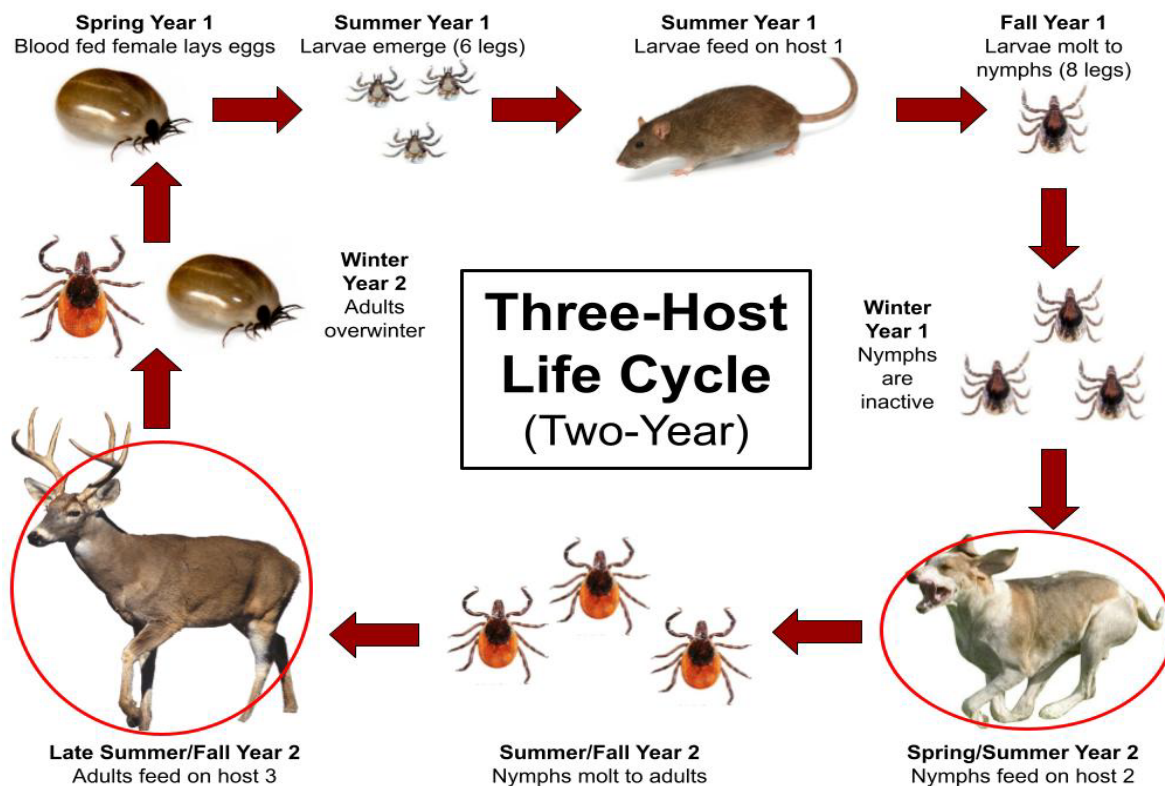 Spring Year 1
Blood fed female lays eggs
Summer Year 1
Larvae emerge (6 legs)
Summer Year 1
Larvae feed on host 1
Fall Year 1
Larvae molt to
nymphs (8 legs)
Winter
Year 2
Adults
overwinter
Three-Host
Life Cycle
(Two-Year)
Winter
Year 1
Nymphs
are
inactive
Late Summer/Fall Year 2
Adults feed on host 3
Summer/Fall Year 2
Nymphs molt to adults
Spring/Summer Year 2
Nymphs feed on host 2